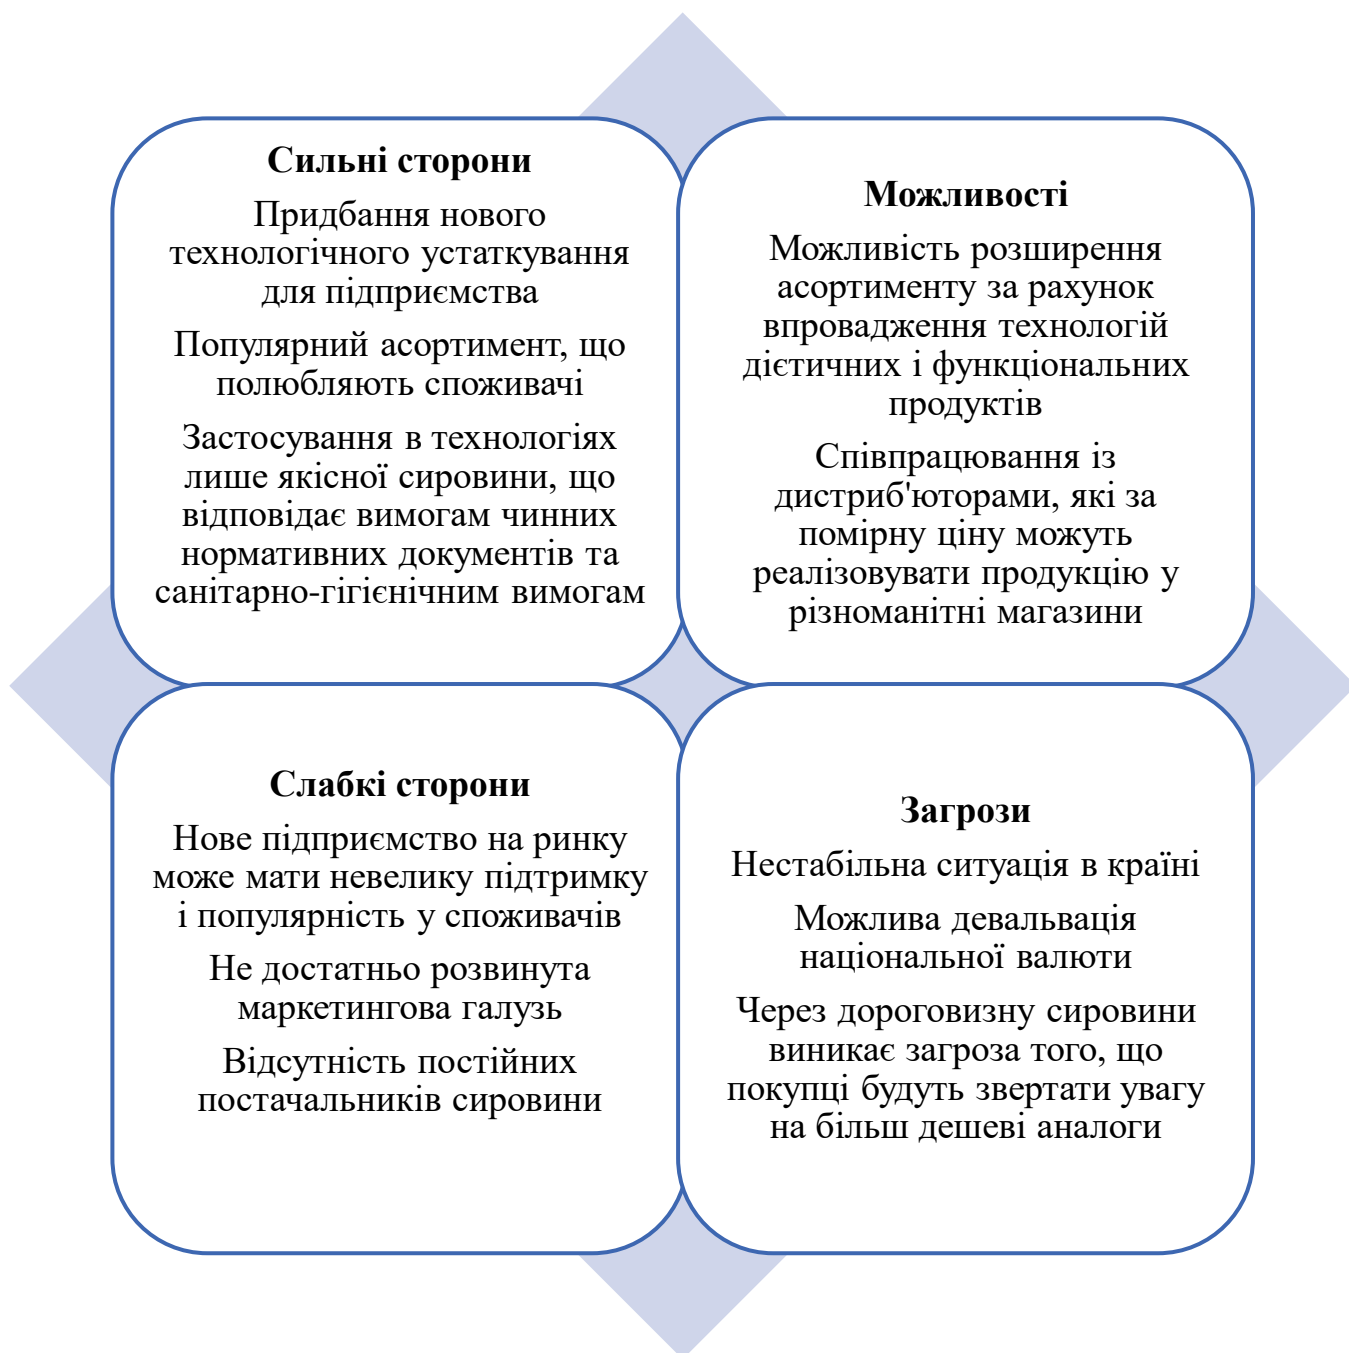 Сильні сторони
Придбання нового
технологічного устаткування
для підприємства
Популярний асортимент, що
полюбляють споживачі
Застосування в технологіях
лише якісної сировини, що
відповідає вимогам чинних
нормативних документів та
санітарно-гігієнічним вимогам
Можливості
Можливість розширення
асортименту за рахунок
впровадження технологій
дієтичних і функціональних
продуктів
Співпрацювання із
дистриб'юторами, які за
помірну ціну можуть
реалізовувати продукцію у
різноманітні магазини
Слабкі сторони
Нове підприємство на ринку
може мати невелику підтримку
і популярність у споживачів
Не достатньо розвинута
маркетингова галузь
Відсутність постійних
постачальників сировини
Загрози
Нестабільна ситуація в країні
Можлива девальвація
національної валюти
Через дороговизну сировини
виникає загроза того, що
покупці будуть звертати увагу
на більш дешеві аналоги